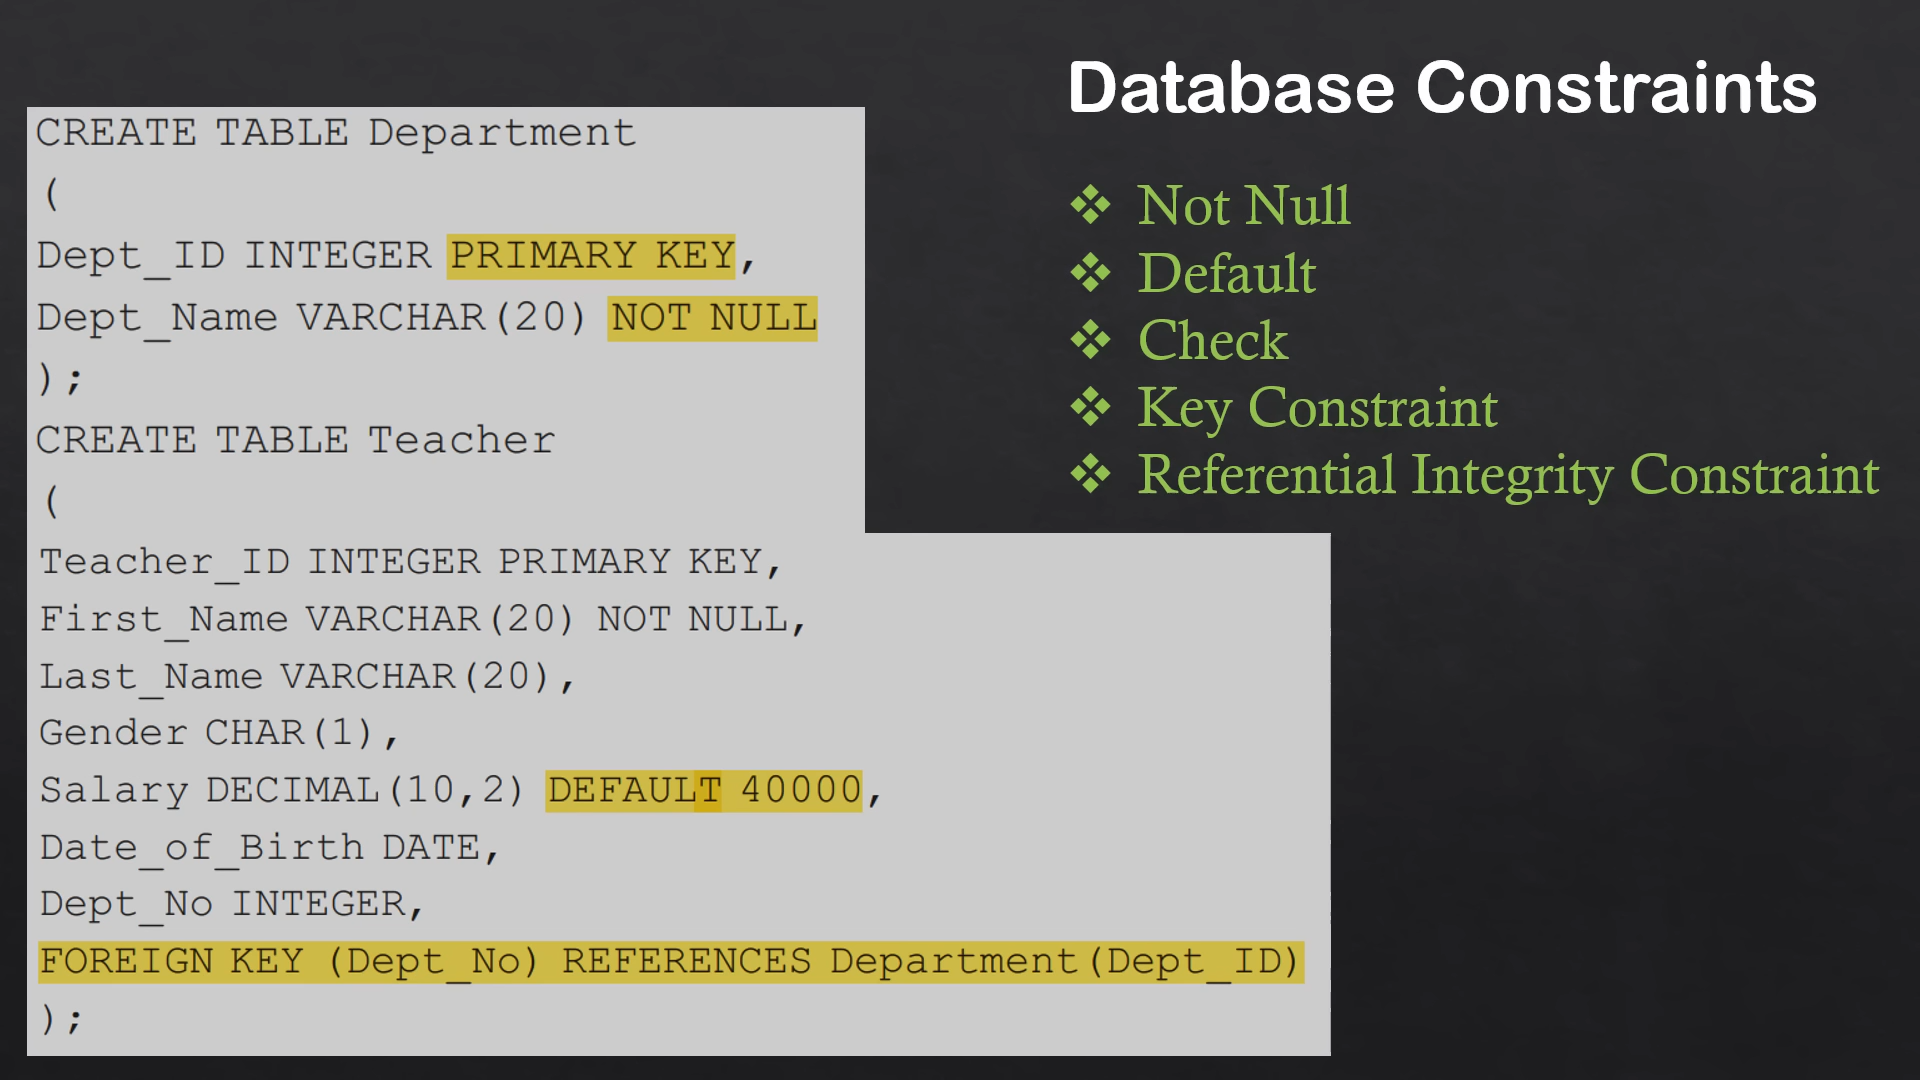 Database Constraints
❖ Not Null
❖ Default
❖ Check
❖ Key Constraint
❖ Referential Integrity Constraint
CREATE TABLE Department
(
Dept_ID INTEGER PRIMARY KEY,
Dept_Name VARCHAR(20) NOT NULL
);
CREATE TABLE Teacher
(
Teacher_ID INTEGER PRIMARY KEY,
First_Name VARCHAR(20) NOT NULL,
Last_Name VARCHAR(20),
Gender CHAR(1),
Salary DECIMAL(10,2) DEFAULT 40000,
Date_of_Birth DATE,
Dept_No INTEGER,
FOREIGN KEY (Dept_No) REFERENCES Department(Dept_ID)
);